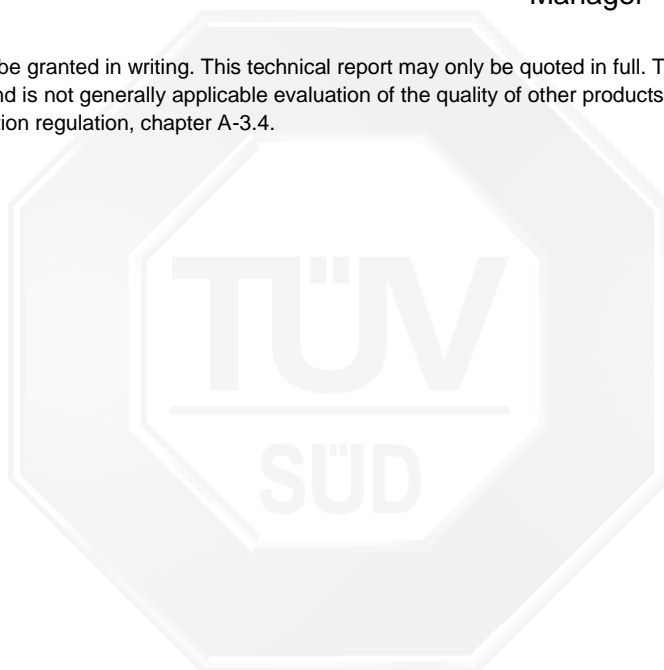 Manager
be granted in writing. This technical report may only be quoted in full. T
nd is not generally applicable evaluation of the quality of other products
tion regulation, chapter A-3.4.
TÜV
SÜD